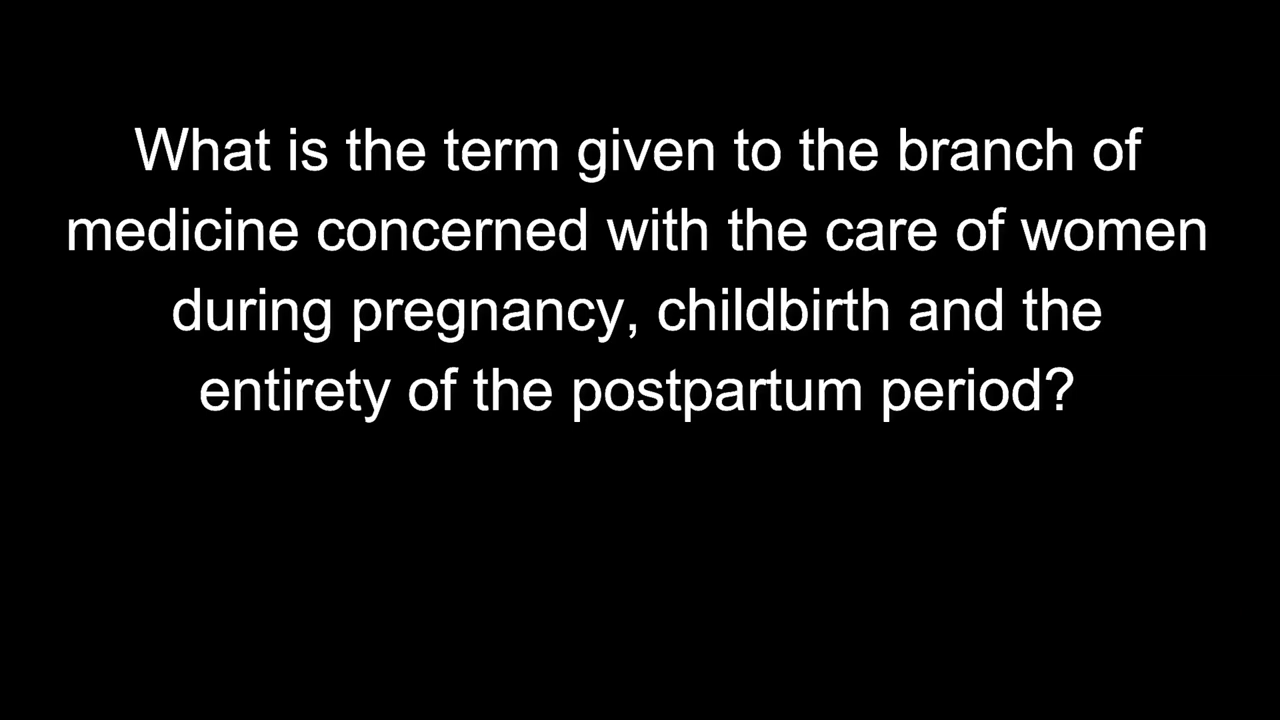 What is the term given to the branch of
medicine concerned with the care of women
during pregnancy, childbirth and the
entirety of the postpartum period?